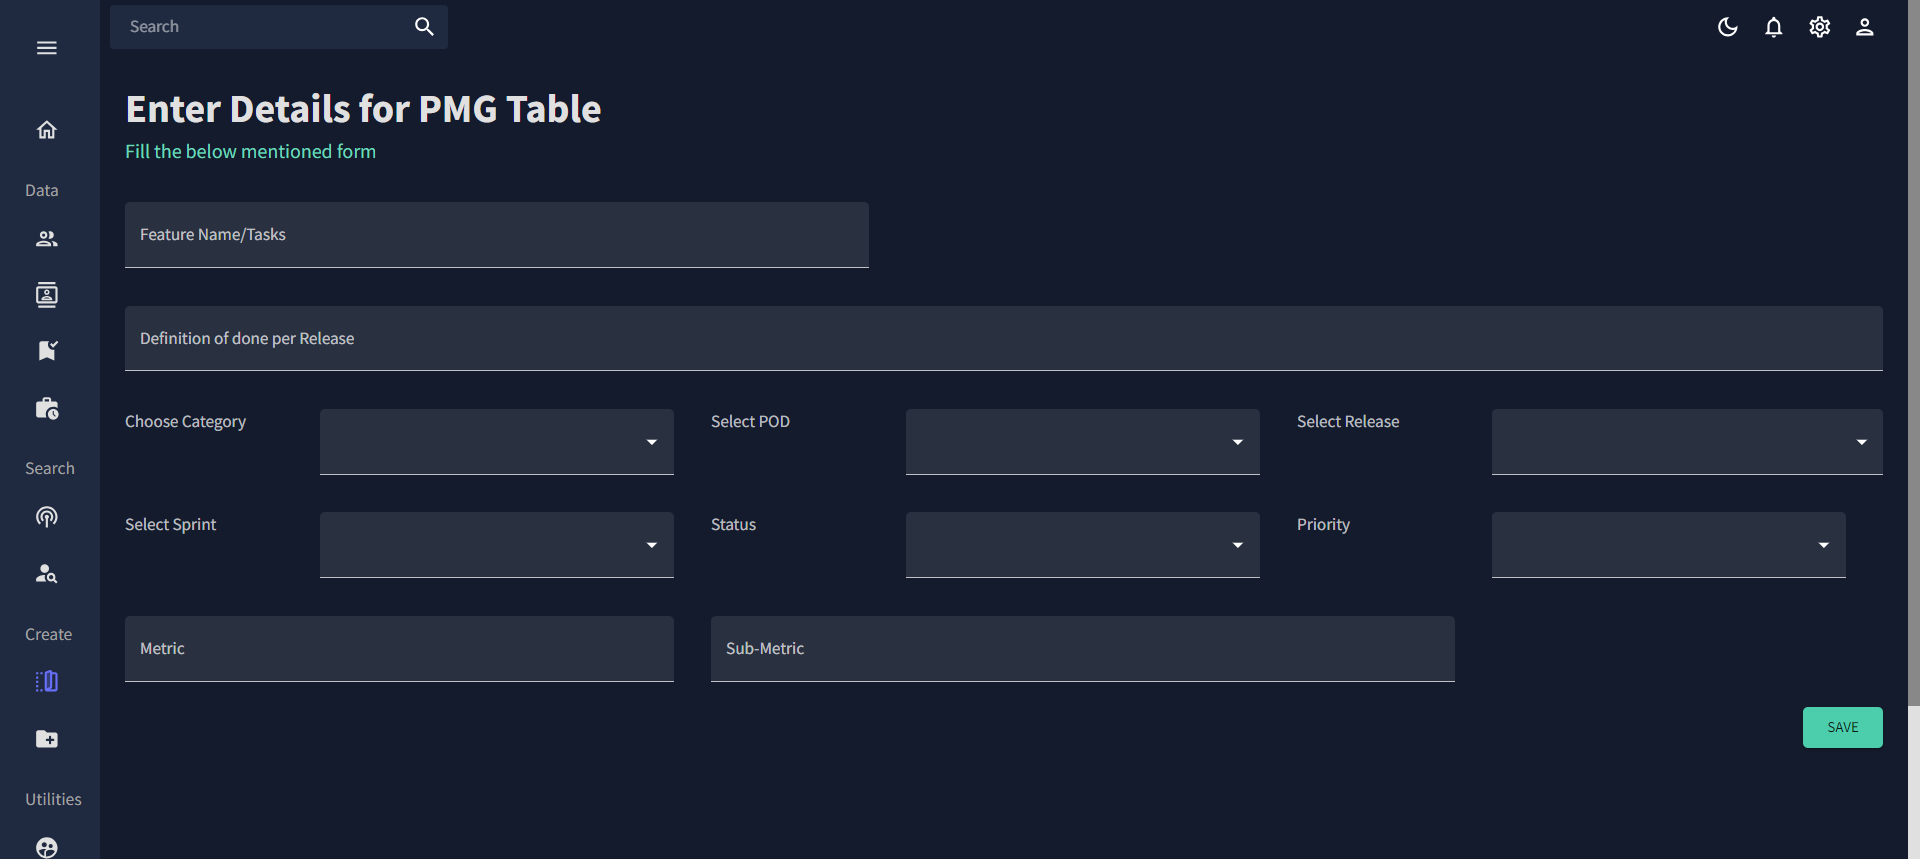 Search
Enter Details for PMG Table
Fill the below mentioned form
Data
Feature Name/Tasks
Definition of done per Release
Choose Category
Select POD
Select Release
Search
Select Sprint
Status
Priority
Create
Metric
Sub-Metric
SAVE
Utilities